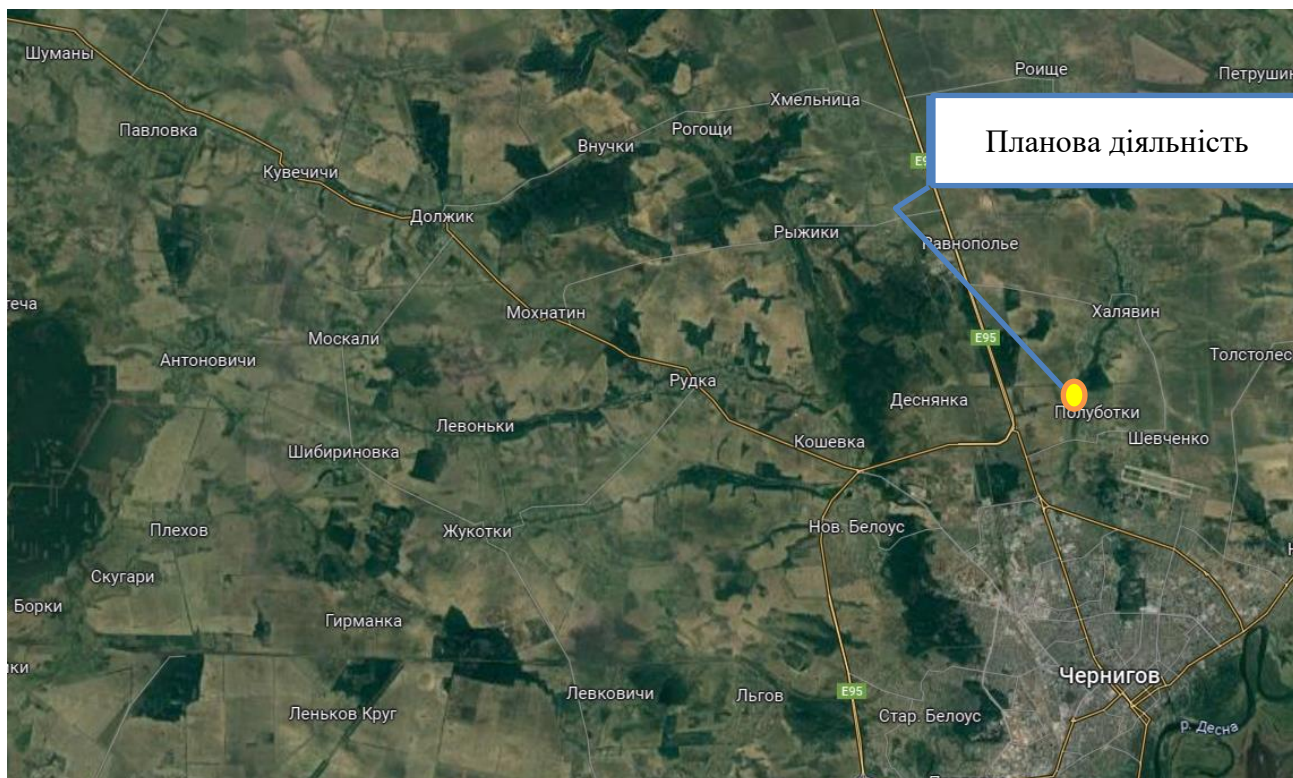 Шуманы
Роище
Петрушин
Хмельница
Павловка
Рогощи
Внучки
Планова діяльність
E95
Кувечичи
Должик
Рыжики
Равнополье
Халявин
Мохнатин
Москали
E95
Антоновичи
Толстолес
Рудка
Деснянка
Полуботки
Левоньки
Кошевка
Шевченко
Шибириновка
Плехов
Жукотки
Нов. Белоус
Скугари
Борки
Гирманка
Чернигов
Левковичи
Льгов
E95
Леньков Круг
Стар. Белоус
р. Десна